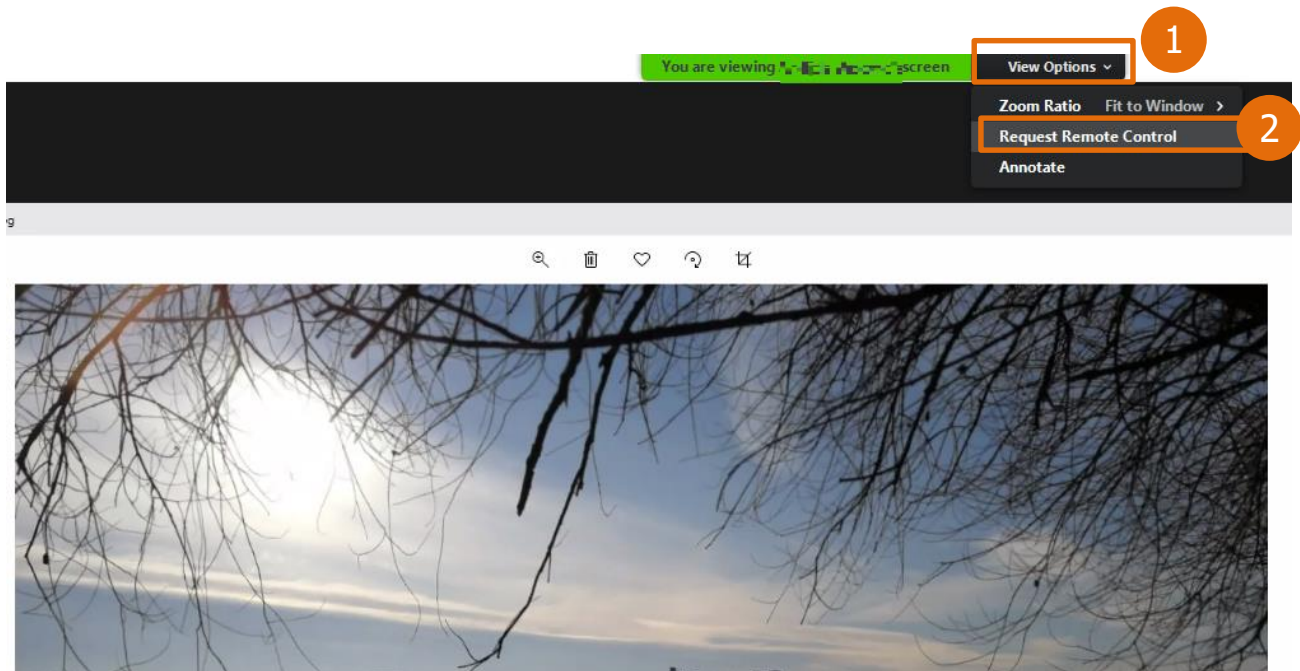 1
You are viewing screen
View Options
Zoom Ratio Fit to Window >
2
Request Remote Control
Annotate
g